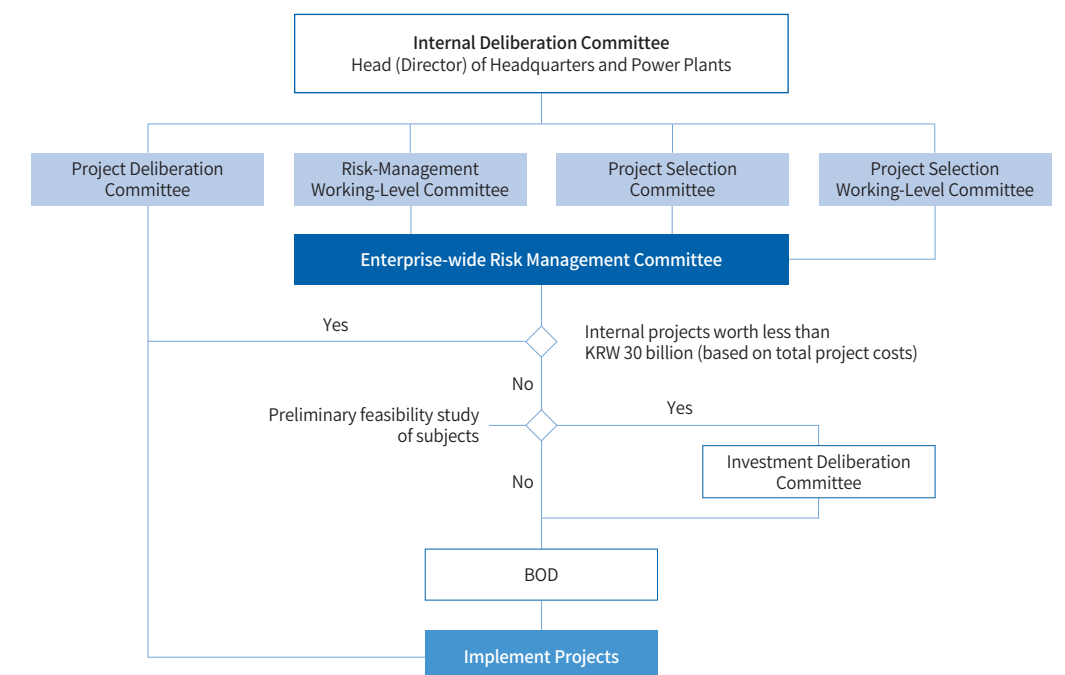 Internal Deliberation Committee
Head (Director) of Headquarters and Power Plants
Project Deliberation
Committee
Risk-Management
Working-Level Committee
Project Selection
Committee
Project Selection
Working-Level Committee
Enterprise-wide Risk Management Committee
Yes
Internal projects worth less than
KRW 30 billion (based on total project costs)
No
Preliminary feasibility study
of subjects
Yes
Investment Deliberation
Committee
No
BOD
Implement Projects